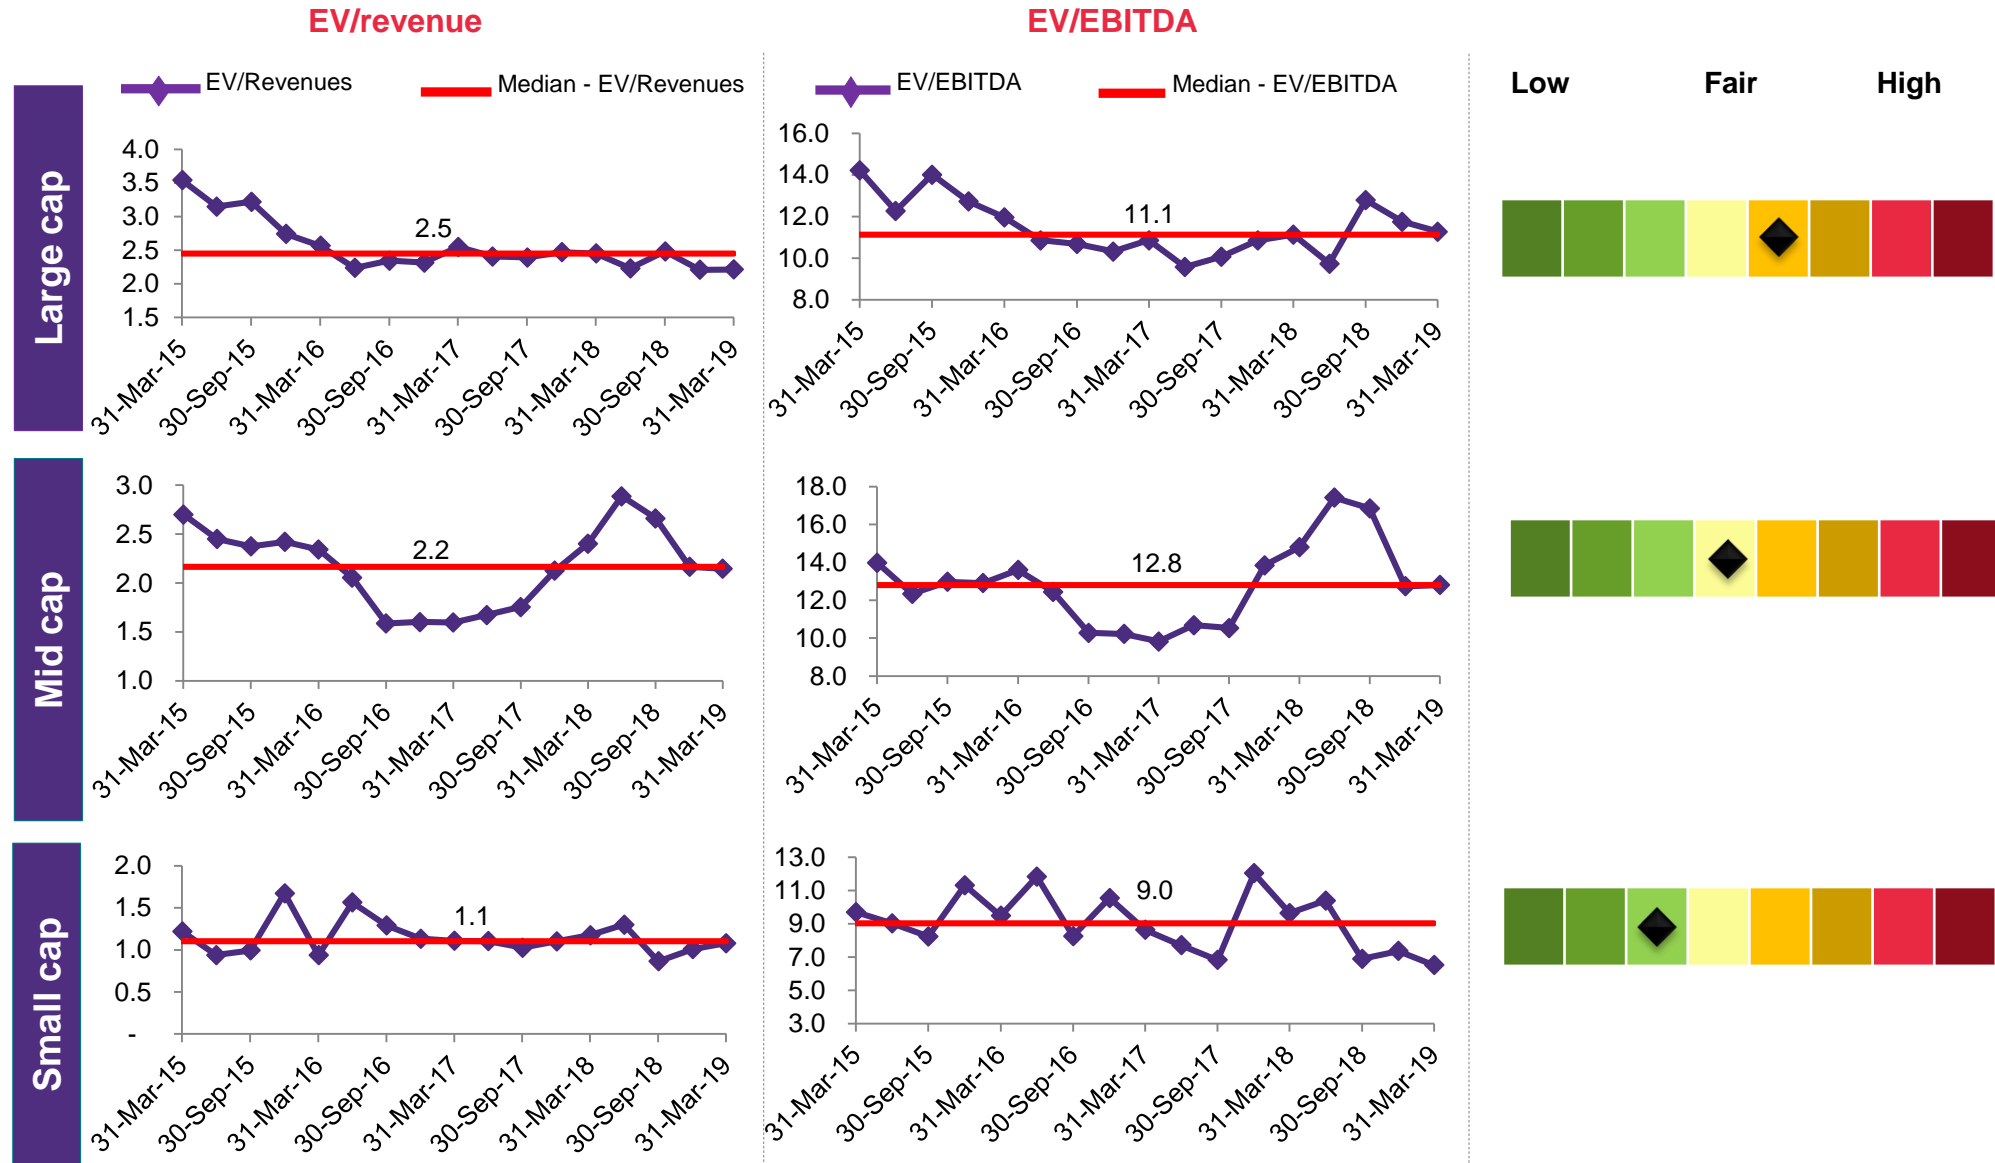 EV/revenue
EV/EBITDA
EV/Revenues
Median - EV/Revenues
EV/EBITDA
Median - EV/EBITDA
Low
Fair
High
Large cap
4.0
3.5
3.0
2.5
2.0
1.5
2.5
31-Mar-15
30-Sep-15
31-Mar-16
30-Sep-16
31-Mar-17
30-Sep-17
31-Mar-18
30-Sep-18
31-Mar-19
16.0
14.0
12.0
10.0
8.0
11.1
31-Mar-15
30-Sep-15
31-Mar-16
30-Sep-16
31-Mar-17
30-Sep-17
31-Mar-18
30-Sep-18
31-Mar-19
Mid cap
3.0
2.5
2.0
1.5
1.0
2.2
31-Mar-15
30-Sep-15
31-Mar-16
30-Sep-16
31-Mar-17
30-Sep-17
31-Mar-18
30-Sep-18
31-Mar-19
18.0
16.0
14.0
12.0
10.0
8.0
12.8
31-Mar-15
30-Sep-15
31-Mar-16
30-Sep-16
31-Mar-17
30-Sep-17
31-Mar-18
30-Sep-18
31-Mar-19
Small cap
2.0
1.5
1.0
0.5
-
1.1
31-Mar-15
30-Sep-15
31-Mar-16
30-Sep-16
31-Mar-17
30-Sep-17
31-Mar-18
30-Sep-18
31-Mar-19
13.0
11.0
9.0
7.0
5.0
3.0
9.0
31-Mar-15
30-Sep-15
31-Mar-16
30-Sep-16
31-Mar-17
30-Sep-17
31-Mar-18
30-Sep-18
31-Mar-19